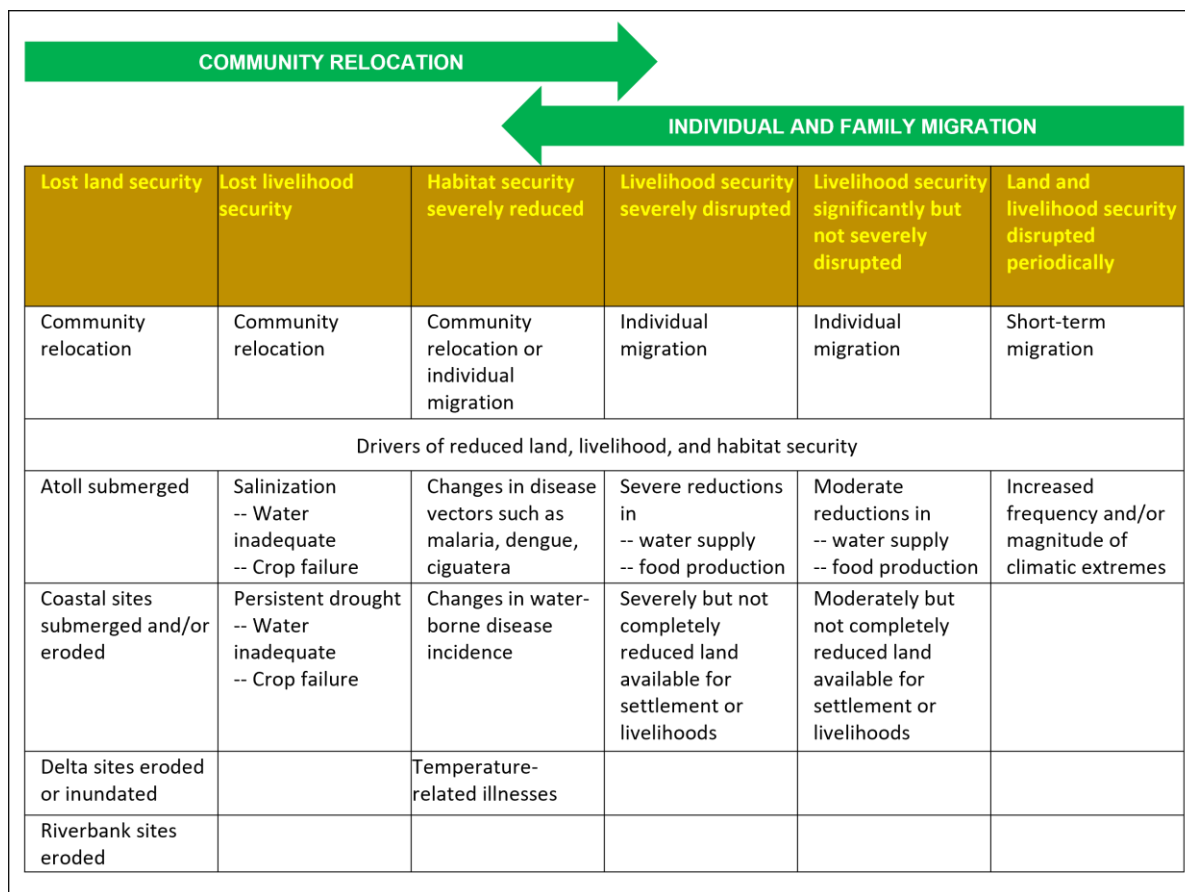 COMMUNITY RELOCATION
INDIVIDUAL AND FAMILY MIGRATION
Lost land security
Lost livelihood
security
Habitat security
severely reduced
Livelihood security
severely disrupted
Livelihood security
significantly but
not severely
disrupted
Land and
livelihood security
disrupted
periodically
Community
relocation
Community
relocation
Community
relocation or
individual
migration
Individual
migration
Individual
migration
Short-term
migration
Drivers of reduced land, livelihood, and habitat security
Atoll submerged
Salinization
-- Water
inadequate
-- Crop failure
Changes in disease
vectors such as
malaria, dengue,
ciguatera
Severe reductions
in
-- water supply
-- food production
Moderate
reductions in
-- water supply
-- food production
Increased
frequency and/or
magnitude of
climatic extremes
Coastal sites
submerged and/or
eroded
Persistent drought
-- Water
inadequate
-- Crop failure
Changes in water-
borne disease
incidence
Severely but not
completely
reduced land
available for
settlement or
livelihoods
Moderately but
not completely
reduced land
available for
settlement or
livelihoods
Delta sites eroded
or inundated
Temperature-
related illnesses
Riverbank sites
eroded